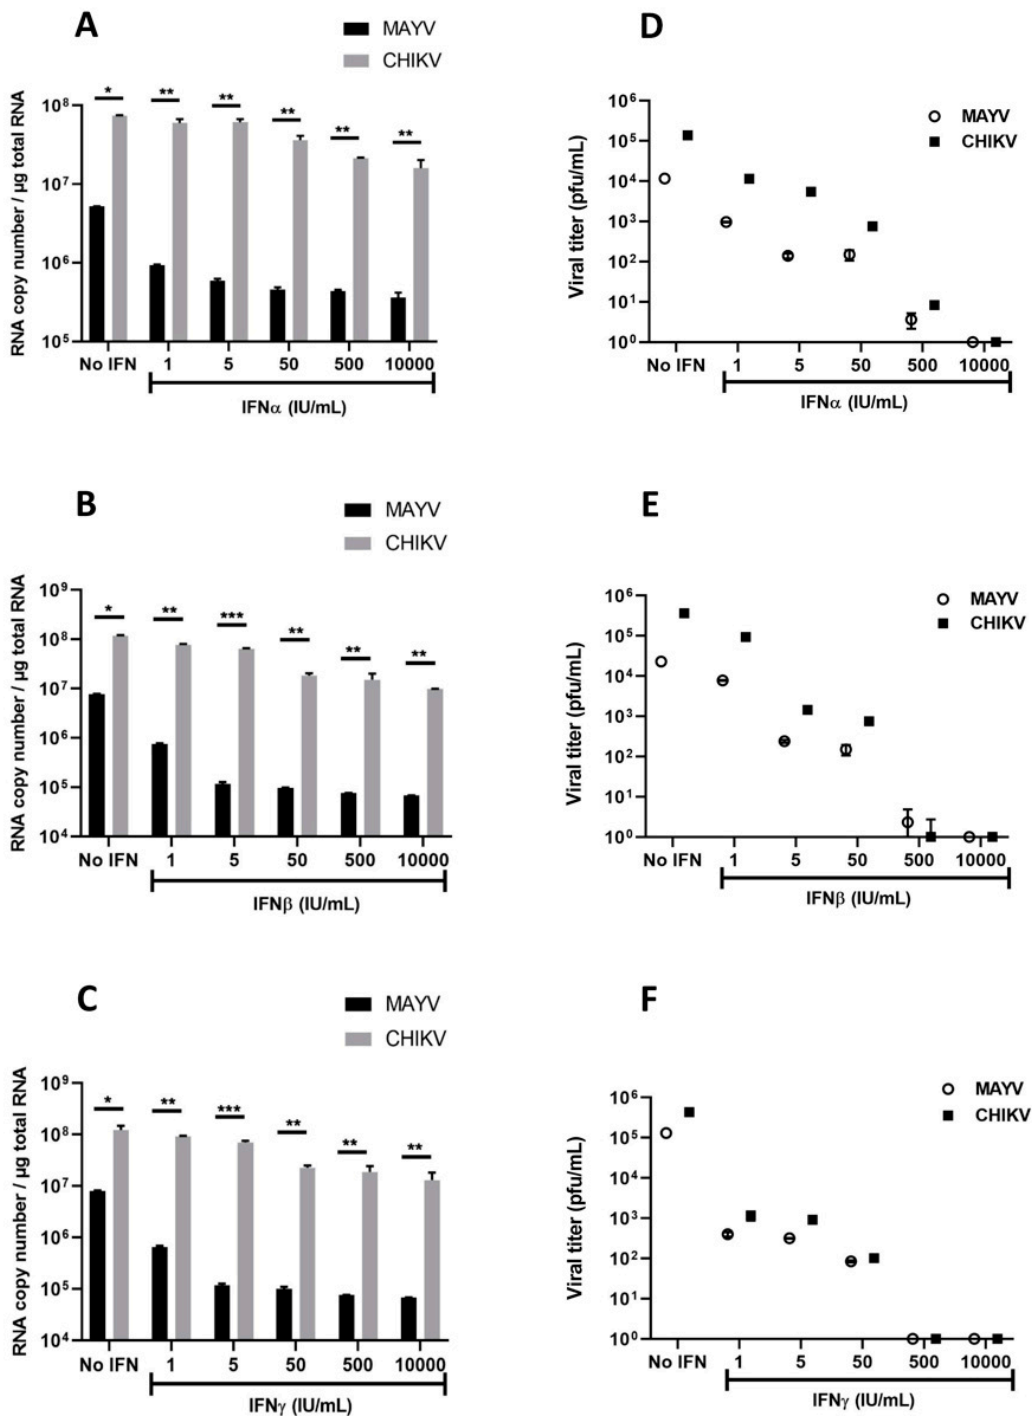 A
MAYV
CHIKV
RNA copy number / µg total RNA
* ** ** ** ** **
10⁸
10⁷
10⁶
10⁵
No IFN 1 5 50 500 10000
IFNα (IU/mL)
D
MAYV
CHIKV
Viral titer (pfu/mL)
10⁶
10⁵
10⁴
10³
10²
10¹
10⁰
No IFN 1 5 50 500 10000
IFNα (IU/mL)
B
MAYV
CHIKV
RNA copy number / µg total RNA
* ** *** ** ** **
10⁹
10⁸
10⁷
10⁶
10⁵
10⁴
No IFN 1 5 50 500 10000
IFNβ (IU/mL)
E
MAYV
CHIKV
Viral titer (pfu/mL)
10⁶
10⁵
10⁴
10³
10²
10¹
10⁰
No IFN 1 5 50 500 10000
IFNβ (IU/mL)
C
MAYV
CHIKV
RNA copy number / µg total RNA
* ** *** ** ** **
10⁹
10⁸
10⁷
10⁶
10⁵
10⁴
No IFN 1 5 50 500 10000
IFNγ (IU/mL)
F
MAYV
CHIKV
Viral titer (pfu/mL)
10⁶
10⁵
10⁴
10³
10²
10¹
10⁰
No IFN 1 5 50 500 10000
IFNγ (IU/mL)